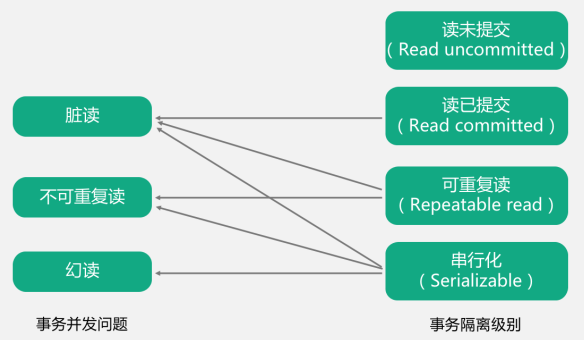 脏读
不可重复读
幻读
事务并发问题
读未提交
（Read uncommitted）
读已提交
（Read committed）
可重复读
（Repeatable read）
串行化
（Serializable）
事务隔离级别